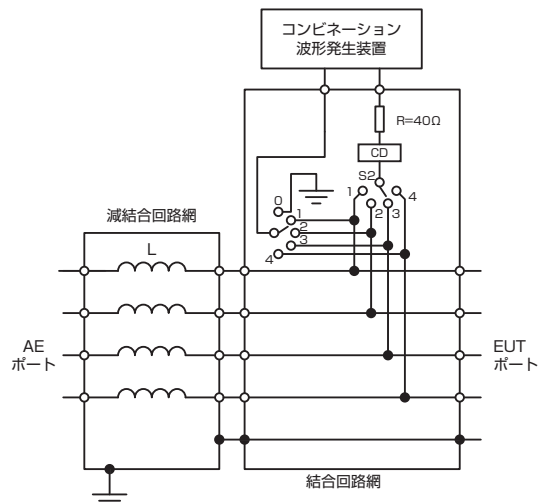 コンビネーション
波形発生装置
R=40Ω
CD
S2
1
4
2
3
0
1
2
3
4
減結合回路網
L
AE
ポート
EUT
ポート
結合回路網